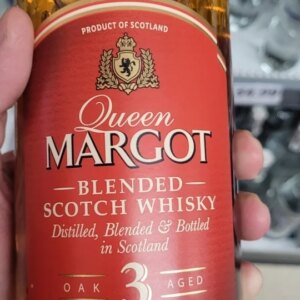 PRODUCT OF SCOTLAND
Queen
MARGOT
BLENDED
SCOTCH WHISKY
Distilled, Blended & Bottled
in Scotland
OAK 3 AGED